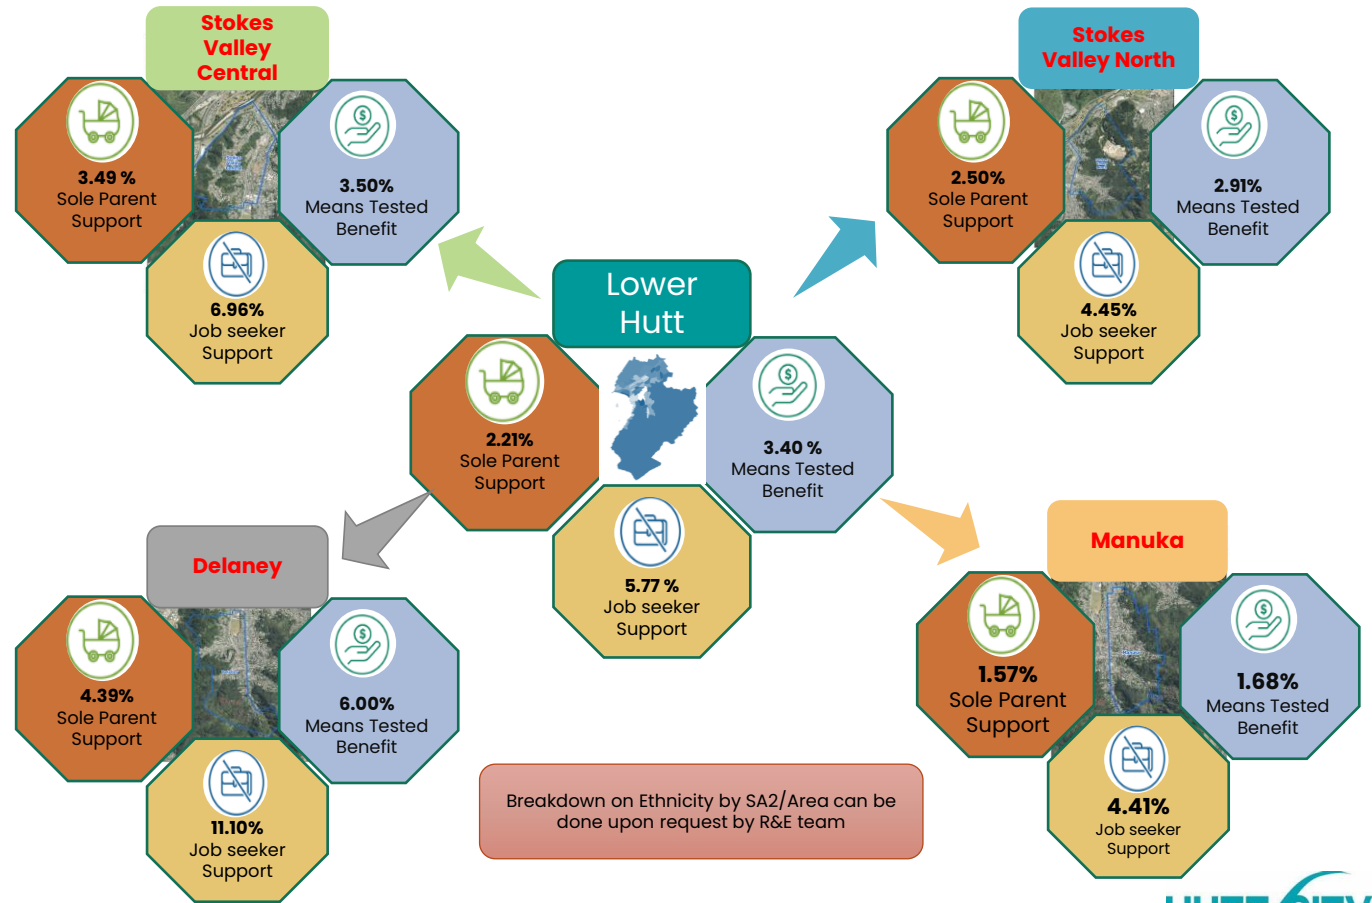 Stokes
Valley
Central
3.49 %
Sole Parent
Support
3.50%
Means Tested
Benefit
6.96%
Job seeker
Support
Stokes
Valley North
2.50%
Sole Parent
Support
2.91%
Means Tested
Benefit
4.45%
Job seeker
Support
Lower
Hutt
2.21%
Sole Parent
Support
3.40 %
Means Tested
Benefit
5.77 %
Job seeker
Support
Delaney
4.39%
Sole Parent
Support
6.00%
Means Tested
Benefit
11.10%
Job seeker
Support
Manuka
1.57%
Sole Parent
Support
1.68%
Means Tested
Benefit
4.41%
Job seeker
Support
Breakdown on Ethnicity by SA2/Area can be
done upon request by R&E team